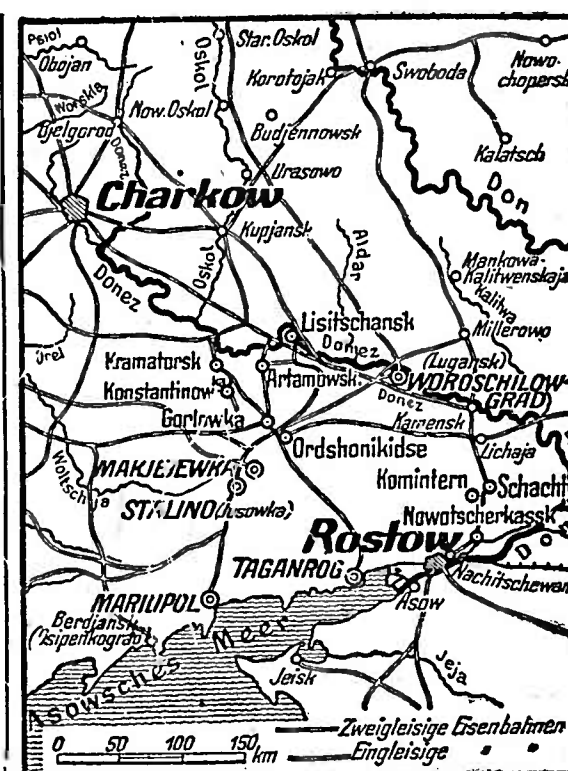 Psiol
Obojan
Oskol
Star. Oskol
Korotojak
Swoboda
Nowo-
chopersk
Worskla
Bjelgorod
Now. Oskol
Donez
Budjennowsk
Urasowo
Kalatsch
Don
Charkow
Kupjansk
Oskol
Donez
Aldar
Mankowa-
Kalitwenskaja
Kalitwa
Millerowo
Lisitschansk
Donez
(Lugansk)
WOROSCHILOW-
GRAD)
Donez
Orel
Kramatorsk
Konstantinowka
Artamowsk.
Gorlowka
Kamensk
Lichaja
Ordshonikidse
Woltschja
MAKJEJEWKA
STALINO (Jusowka)
Komintern
Schacht
Nowotscherkassk
Rostow
Do
Nachitschewan
TAGANROG
Asow
MARIUPOL
Berdjansk
(Osipenkograd)
Asowsches Meer
Jeisk
Jeja
Zweigleisige Eisenbahnen
Eingleisige " "
0 50 100 150 km